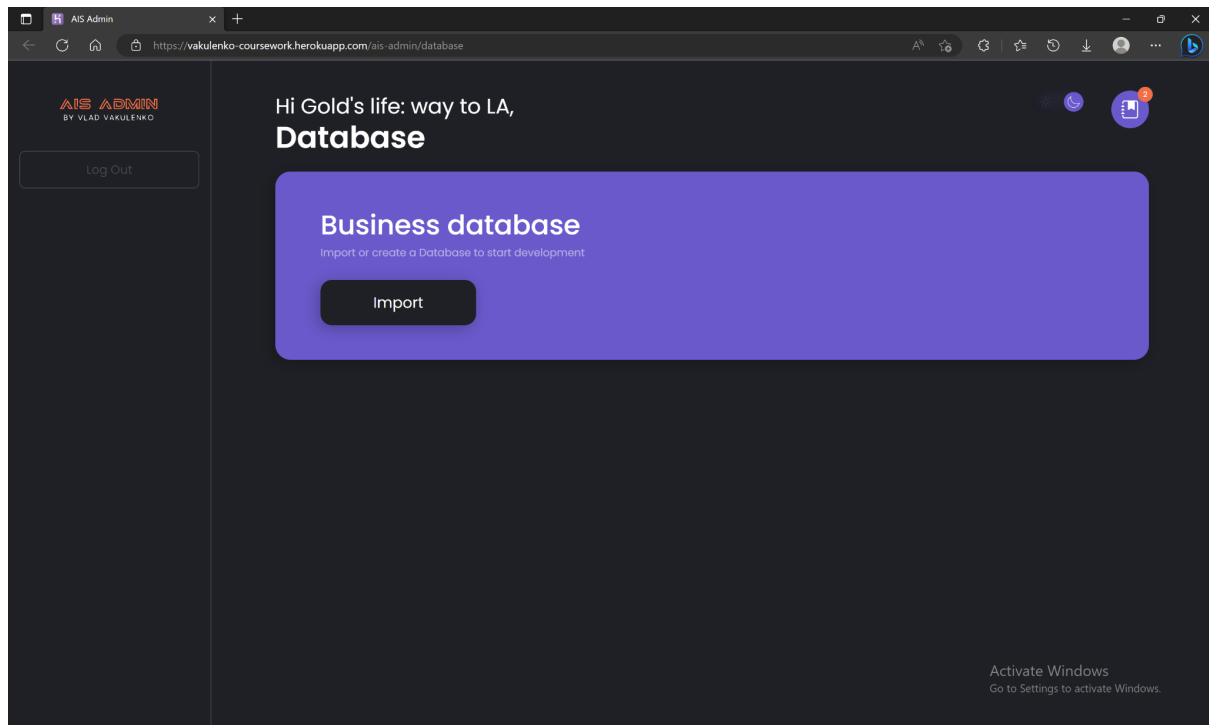 AIS Admin
https://vakulenko-coursework.herokuapp.com/ais-admin/database
AIS ADMIN
BY VLAD VAKULENKO
Log Out
Hi Gold's life: way to LA,
Database
2
Business database
Import or create a Database to start development
Import
Activate Windows
Go to Settings to activate Windows.